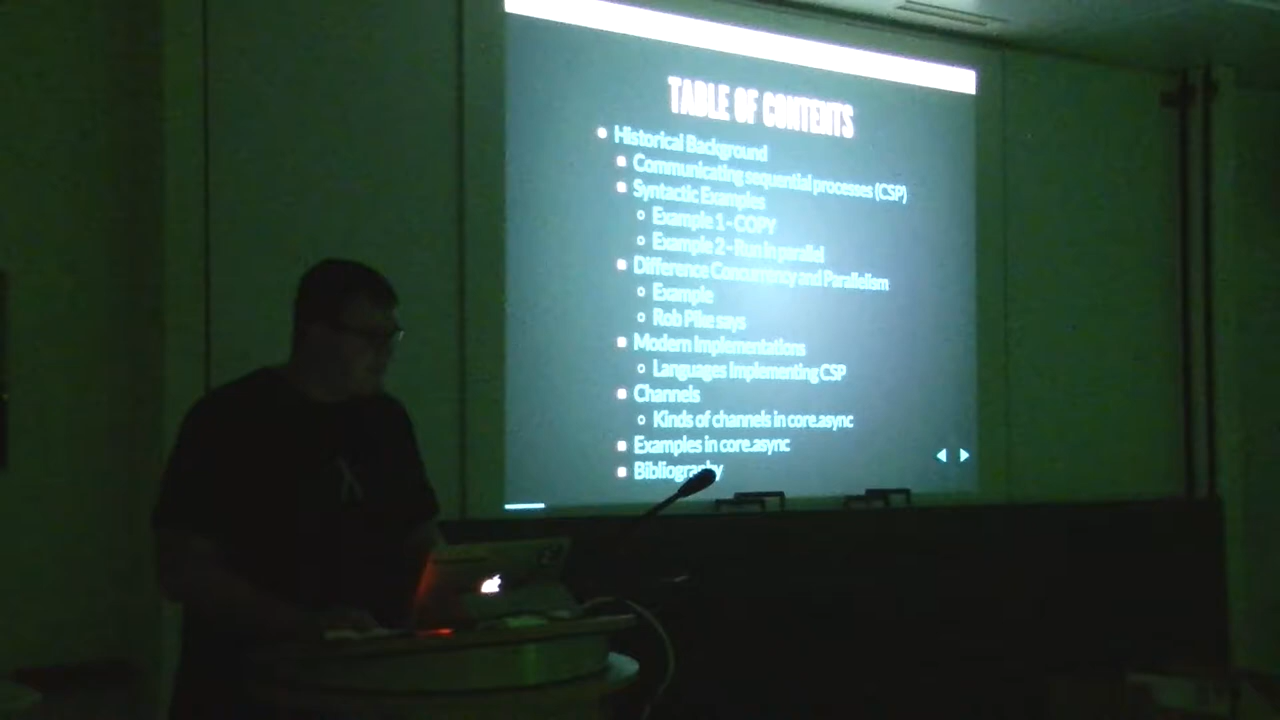 TABLE OF CONTENTS
Historical Background
Communicating sequential processes (CSP)
Syntactic Examples
Example 1 - COPY
Example 2 - Run in parallel
Difference Concurrency and Parallelism
Example
Rob Pike says
Modern Implementations
Languages Implementing CSP
Channels
Kinds of channels in core.async
Examples in core.async
Bibliography